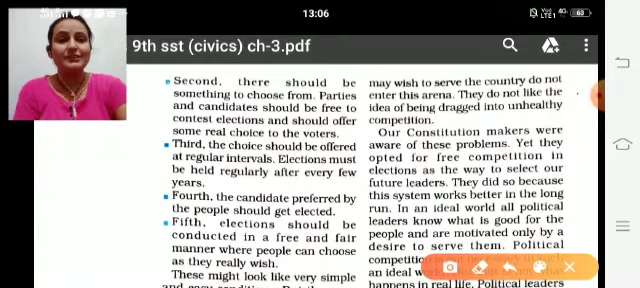 13:06
Vo)
LTE1
4G
63
9th sst (civics) ch-3.pdf
Second, there should be
something to choose from. Parties
and candidates should be free to
contest elections and should offer
some real choice to the voters.
Third, the choice should be offered
at regular intervals. Elections must
be held regularly after every few
years.
Fourth, the candidate preferred by
the people should get elected.
Fifth, elections should be
conducted in a free and fair
manner where people can choose
as they really wish.
These might look like very simple
may wish to serve the country do not
enter this arena. They do not like the
idea of being dragged into unhealthy
competition.
Our Constitution makers were
aware of these problems. Yet they
opted for free competition in
elections as the way to select our
future leaders. They did so because
this system works better in the long
run. In an ideal world all political
leaders know what is good for the
people and are motivated only by a
desire to serve them. Political
competition
an ideal
happens in real life. Political leaders